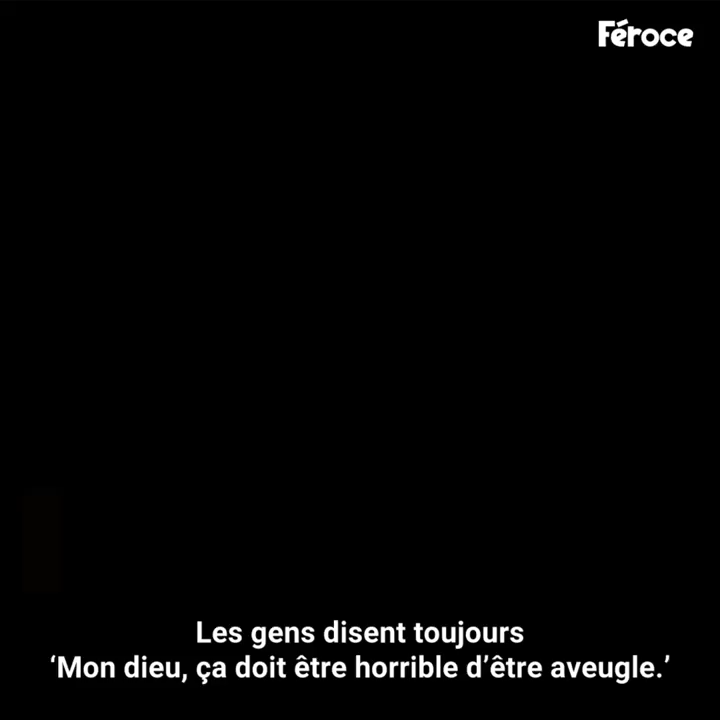 Féroce
Les gens disent toujours
‘Mon dieu, ça doit être horrible d’être aveugle.’